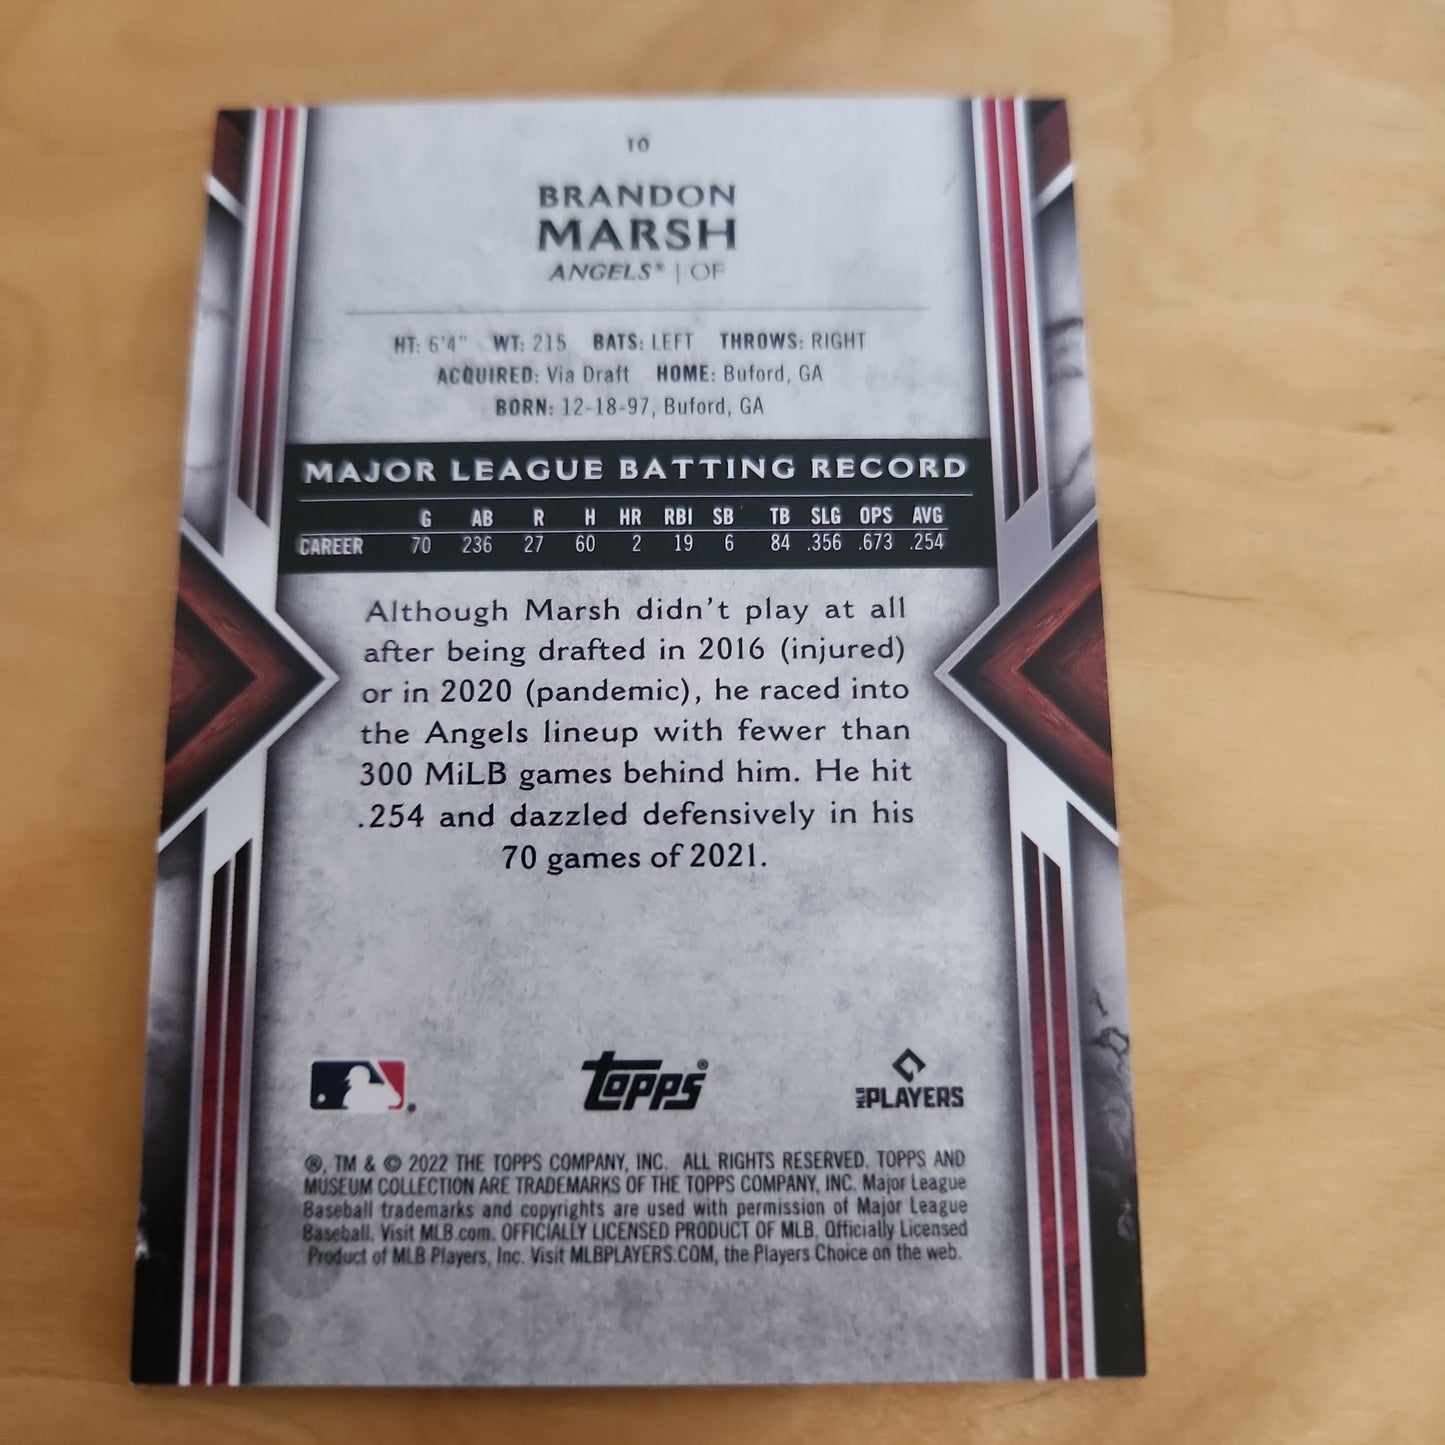 10
BRANDON
MARSH
ANGELS® | OF
HT: 6'4" WT: 215 BATS: LEFT THROWS: RIGHT
ACQUIRED: Via Draft HOME: Buford, GA
BORN: 12-18-97, Buford, GA
MAJOR LEAGUE BATTING RECORD
G AB R H HR RBI SB TB SLG OPS AVG
CAREER 70 236 27 60 2 19 6 84 .356 .673 .254
Although Marsh didn't play at all
after being drafted in 2016 (injured)
or in 2020 (pandemic), he raced into
the Angels lineup with fewer than
300 MiLB games behind him. He hit
.254 and dazzled defensively in his
70 games of 2021.
® Topps® MLB PLAYERS
®, TM & © 2022 THE TOPPS COMPANY, INC. ALL RIGHTS RESERVED. TOPPS AND
MUSEUM COLLECTION ARE TRADEMARKS OF THE TOPPS COMPANY, INC. Major League
Baseball trademarks and copyrights are used with permission of Major League
Baseball. Visit MLB.com. OFFICIALLY LICENSED PRODUCT OF MLB. Officially Licensed
Product of MLB Players, Inc. Visit MLBPLAYERS.COM, the Players Choice on the web.